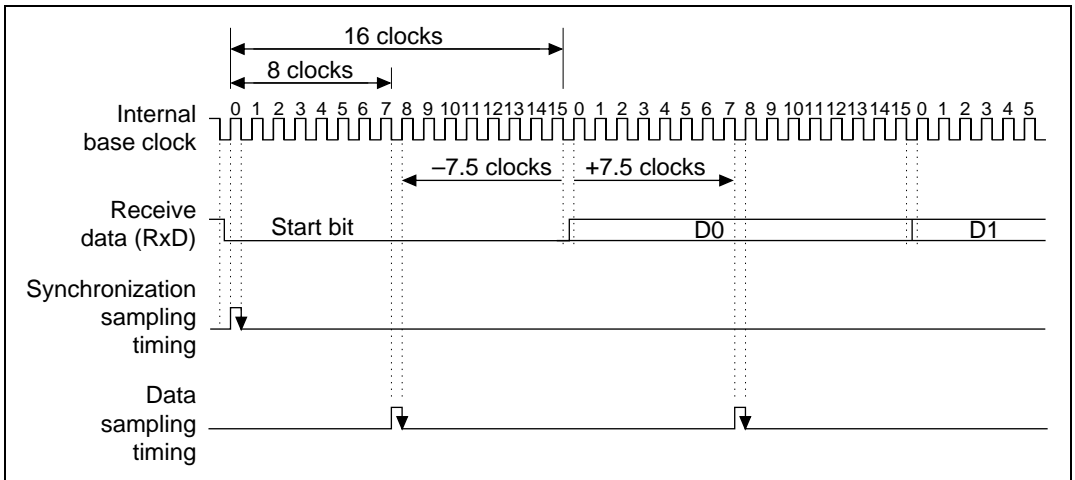 16 clocks
8 clocks
Internal
base clock
0 1 2 3 4 5 6 7 8 9 10 11 12 13 14 15 0 1 2 3 4 5 6 7 8 9 10 11 12 13 14 15 0 1 2 3 4 5
–7.5 clocks +7.5 clocks
Receive
data (RxD)
Start bit D0 D1
Synchronization
sampling
timing
Data
sampling
timing